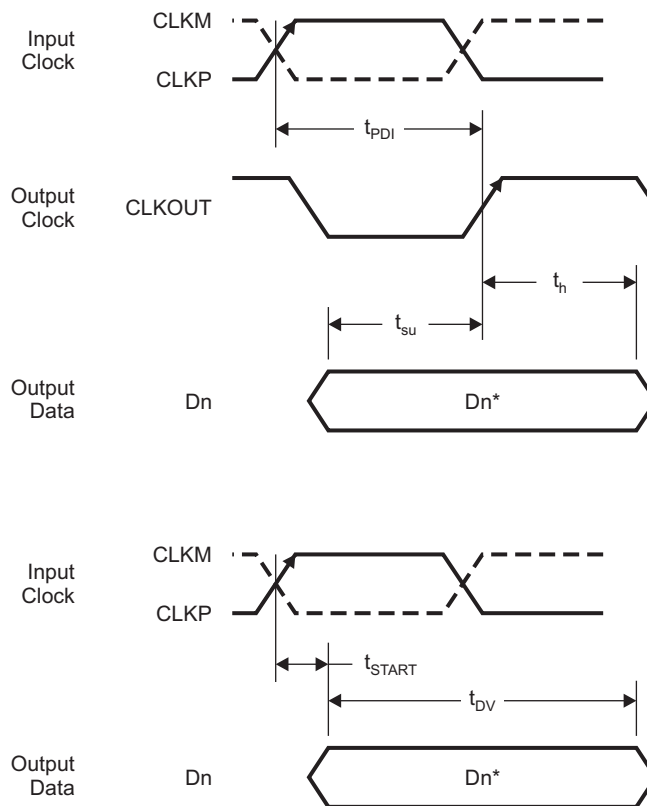 Input
Clock
CLKM
CLKP
tPDI
Output
Clock
CLKOUT
th
tsu
Output
Data
Dn
Dn*
Input
Clock
CLKM
CLKP
tSTART
tDV
Output
Data
Dn
Dn*